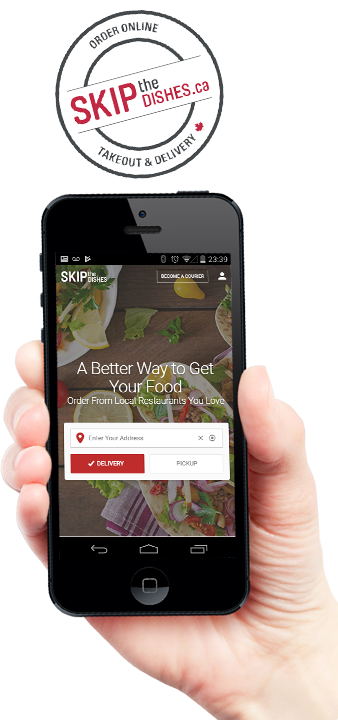 ORDER ONLINE
SKIP the DISHES.ca
TAKEOUT & DELIVERY
23:39
SKIP the DISHES
BECOME A COURIER
A Better Way to Get
Your Food
Order From Local Restaurants You Love
Enter Your Address
DELIVERY
PICKUP